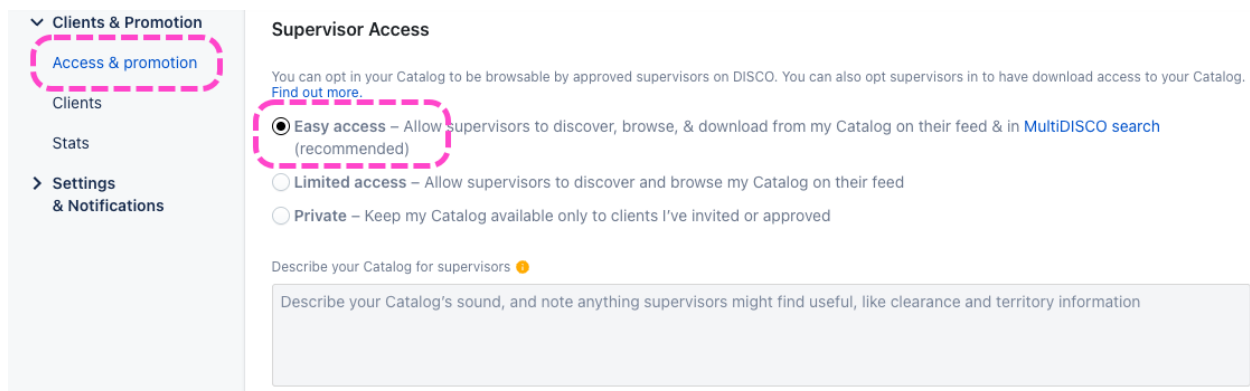 Clients & Promotion
Access & promotion
Clients
Stats
Settings
& Notifications
Supervisor Access
You can opt in your Catalog to be browsable by approved supervisors on DISCO. You can also opt supervisors in to have download access to your Catalog.
Find out more.
Easy access – Allow supervisors to discover, browse, & download from my Catalog on their feed & in MultiDISCO search
(recommended)
Limited access – Allow supervisors to discover and browse my Catalog on their feed
Private – Keep my Catalog available only to clients I've invited or approved
Describe your Catalog for supervisors
Describe your Catalog's sound, and note anything supervisors might find useful, like clearance and territory information